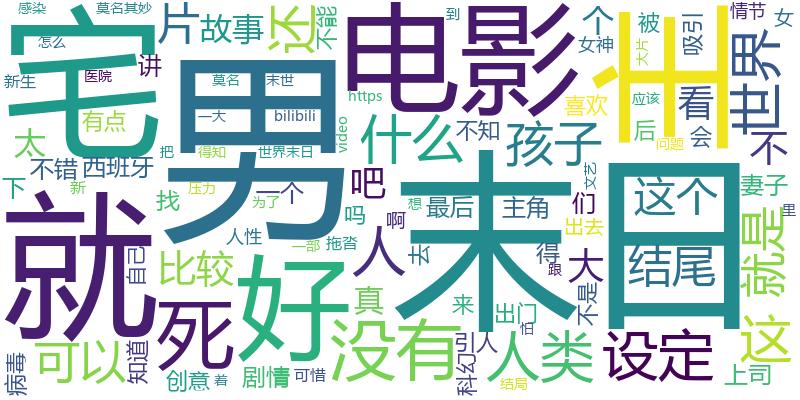 感染
莫名其妙
片
故事
还
不能
电影
到
个
被
吸引
情节
女
宅
怎么
讲
医院
新生
男
莫名
末世
一大
bilibili
女神
大片
主
世界
https
喜欢
应该
看
太
有点
video
什么
不知
孩子
后
会
不
不错
西班牙
把
得知
世界末日
问题
文艺
下
新
压力
一个
吧
这个
妻子
找
为了
想
最后
主角
们
里
就
吗
啊
末
日
出去
就是
人性
一部
拖沓
人
去
得
跟
大
结尾
自己
比较
好
真
来
出门
不是
死
没有
引人
人类
设定
这
病毒
可以
知道
创意
着
剧情
可惜
科幻
结局
上司